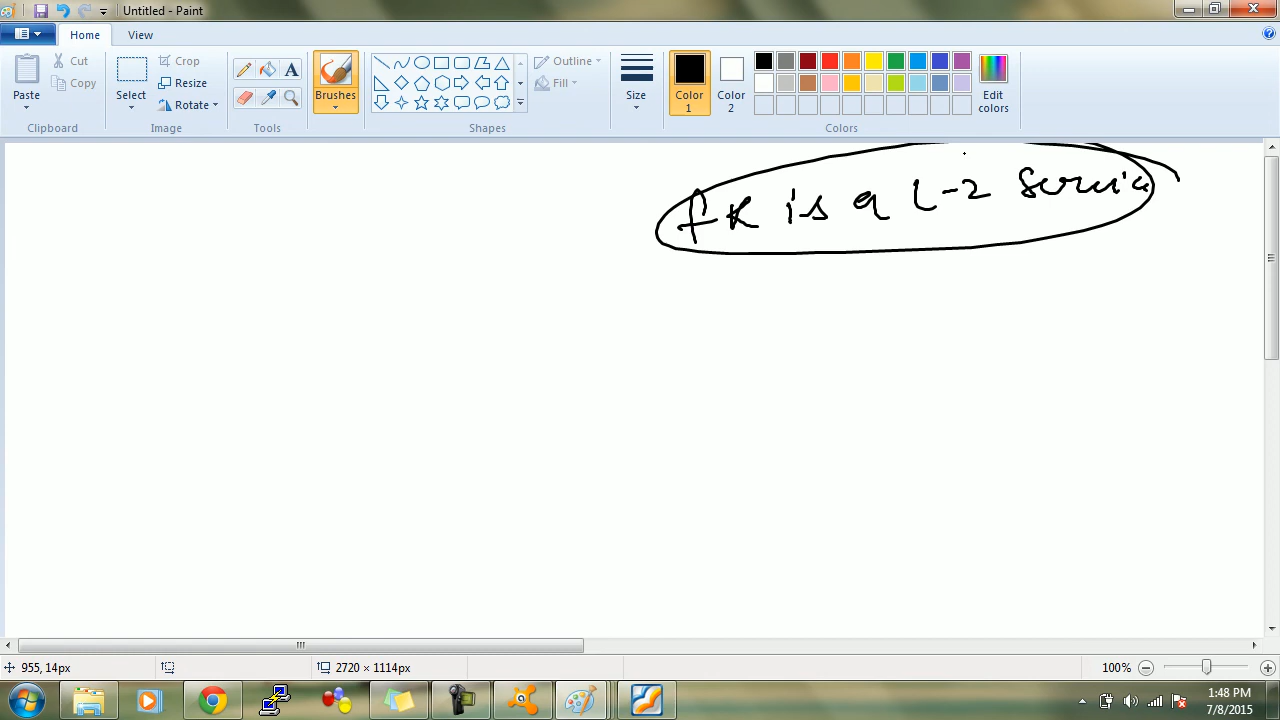 Untitled - Paint
Home
View
Paste
Cut
Copy
Clipboard
Select
Crop
Resize
Rotate
Image
Tools
Brushes
Outline
Fill
Shapes
Size
Color 1
Color 2
Edit colors
Colors
FR is a L-2 Servic
955, 14px
2720 × 1114px
100%
1:48 PM
7/8/2015